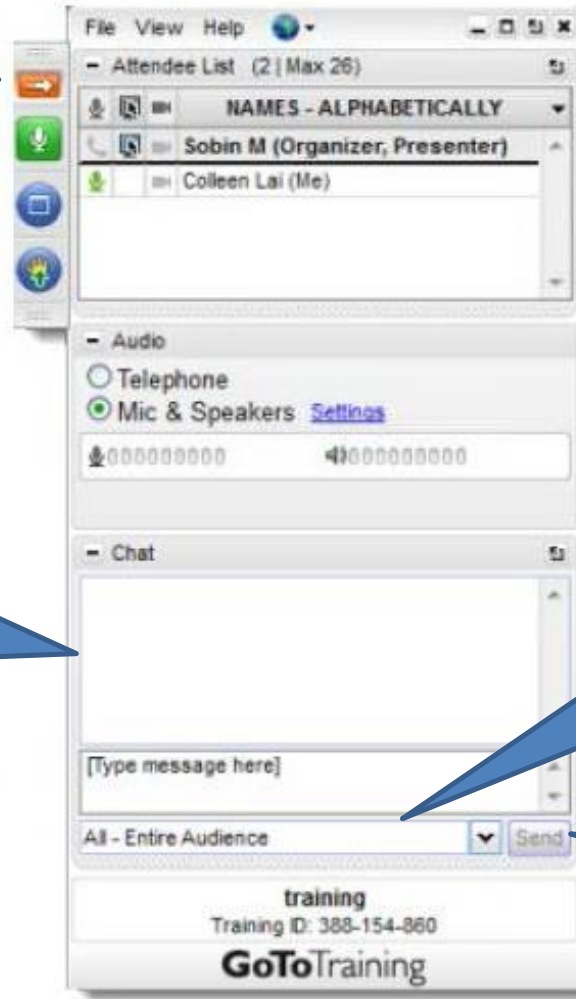 File View Help
- Attendee List (2 | Max 26)
NAMES - ALPHABETICALLY
Sobin M (Organizer, Presenter)
Colleen Lai (Me)
- Audio
Telephone
Mic & Speakers Settings
- Chat
[Type message here]
All - Entire Audience
Send
training
Training ID: 388-154-860
GoToTraining